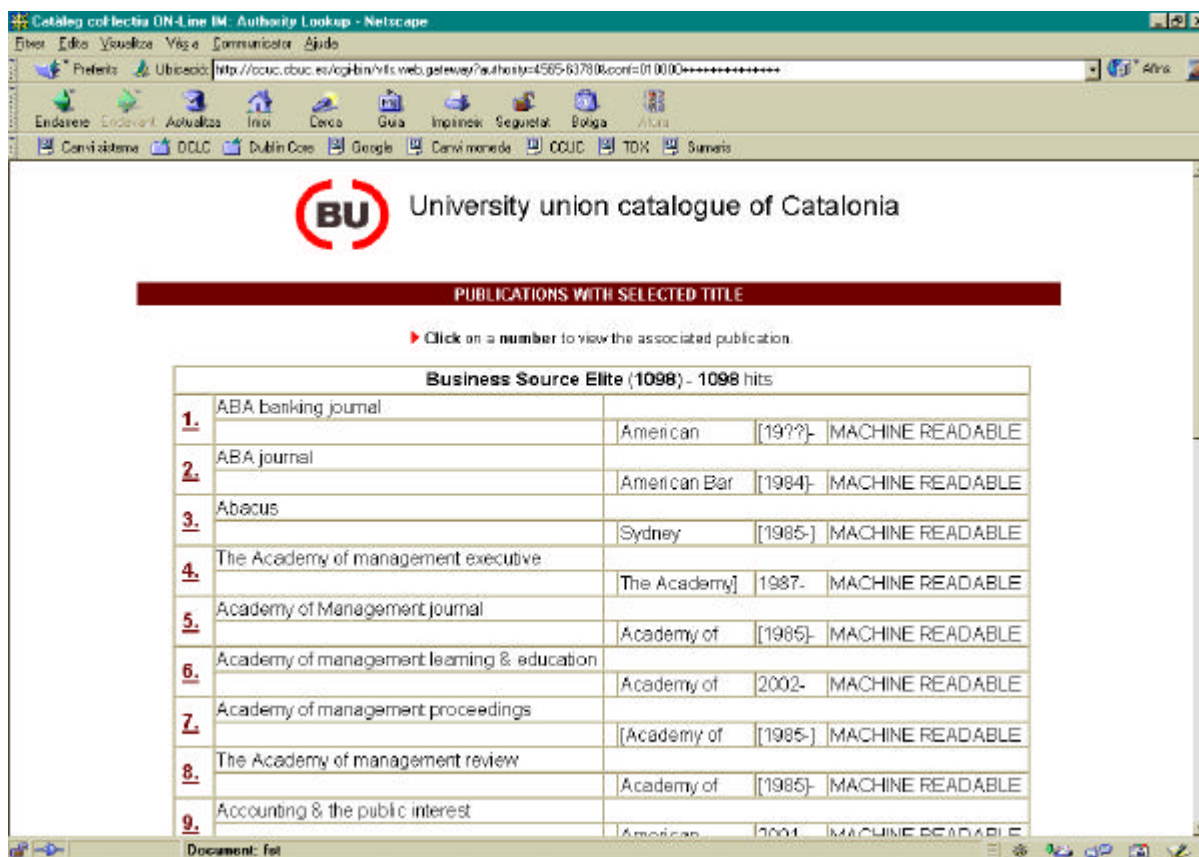 Catàleg col·lectiu ON-Line IM: Authority Lookup - Netscape
Fitxer Edita Visualitza Vés a Communicator Ajuda
Preferits Ubicació: http://ccuc.cbuc.es/cgi-bin/vtls.web.gateway?authority=4565-63780&conf=010000+++++++++++++++ Afins
Endarrere Endavant Actualitza Inici Cerca Guia Imprimeix Seguretat Botiga Atura
Canvi sistema OCLC Dublin Core Google Canvi moneda CCUC TDX Sumaris
BU University union catalogue of Catalonia
PUBLICATIONS WITH SELECTED TITLE
Click on a number to view the associated publication.
Business Source Elite (1098) - 1098 hits
1. ABA banking journal
American [19??]- MACHINE READABLE
2. ABA journal
American Bar [1984]- MACHINE READABLE
3. Abacus
Sydney [1985-] MACHINE READABLE
4. The Academy of management executive
The Academy] 1987- MACHINE READABLE
5. Academy of Management journal
Academy of [1985]- MACHINE READABLE
6. Academy of management learning & education
Academy of 2002- MACHINE READABLE
7. Academy of management proceedings
[Academy of [1985-] MACHINE READABLE
8. The Academy of management review
Academy of [1985]- MACHINE READABLE
9. Accounting & the public interest
American 2001- MACHINE READABLE
Document: fet